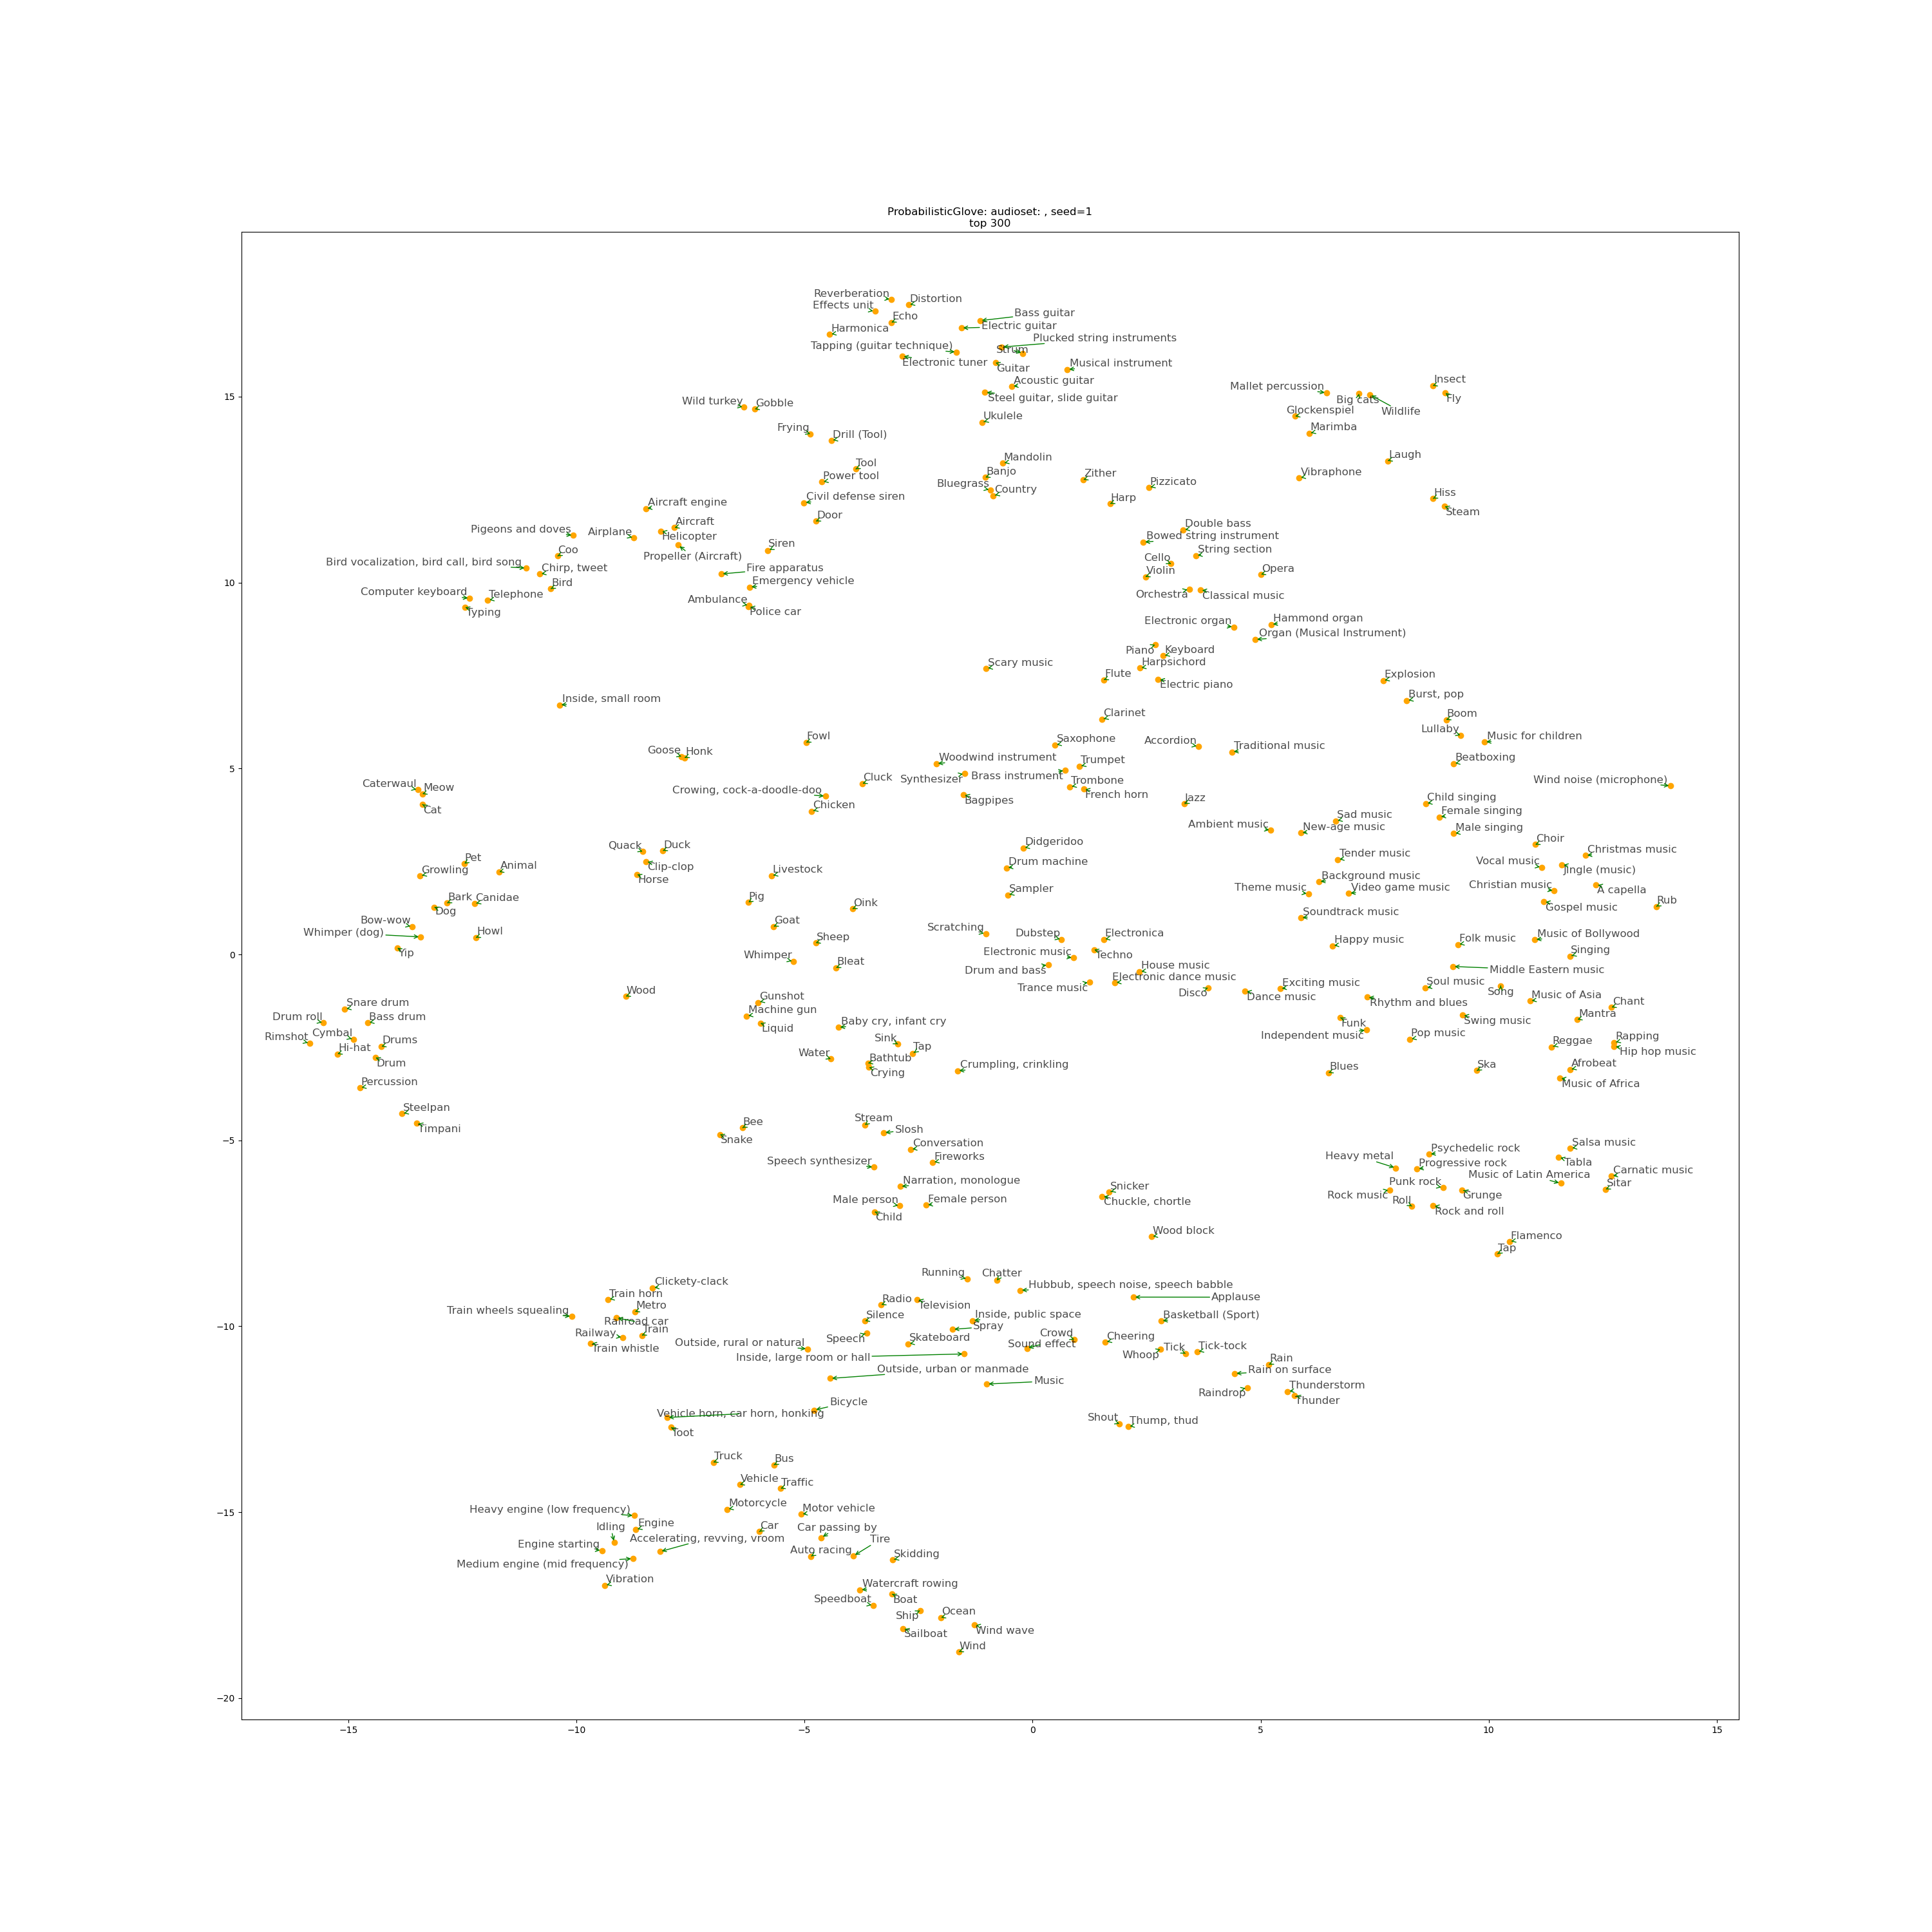 ProbabilisticGlove: audioset: , seed=1
top 300
Reverberation
Distortion
Effects unit
Bass guitar
Echo
Electric guitar
Harmonica
Plucked string instruments
Tapping (guitar technique)
Strum
Electronic tuner
Guitar
Musical instrument
Acoustic guitar
Insect
Mallet percussion
Steel guitar, slide guitar
Big cats
Fly
Wild turkey
Gobble
Glockenspiel
Wildlife
Ukulele
Frying
Marimba
Drill (Tool)
Laugh
Mandolin
Tool
Banjo
Zither
Vibraphone
Power tool
Bluegrass
Country
Pizzicato
Hiss
Civil defense siren
Harp
Aircraft engine
Steam
Door
Aircraft
Double bass
Pigeons and doves
Airplane
Helicopter
Bowed string instrument
Siren
Coo
Propeller (Aircraft)
String section
Cello
Bird vocalization, bird call, bird song
Chirp, tweet
Fire apparatus
Violin
Opera
Bird
Emergency vehicle
Computer keyboard
Telephone
Orchestra
Classical music
Ambulance
Typing
Police car
Electronic organ
Hammond organ
Organ (Musical Instrument)
Piano
Keyboard
Scary music
Harpsichord
Flute
Electric piano
Explosion
Inside, small room
Burst, pop
Clarinet
Boom
Lullaby
Fowl
Saxophone
Accordion
Traditional music
Music for children
Goose
Honk
Woodwind instrument
Trumpet
Beatboxing
Cluck
Synthesizer
Brass instrument
Trombone
Wind noise (microphone)
Caterwaul
Meow
Crowing, cock-a-doodle-doo
French horn
Cat
Chicken
Bagpipes
Jazz
Child singing
Sad music
Female singing
Ambient music
New-age music
Male singing
Didgeridoo
Choir
Quack
Duck
Tender music
Christmas music
Pet
Clip-clop
Drum machine
Vocal music
Animal
Growling
Horse
Livestock
Jingle (music)
Background music
Theme music
Video game music
Christian music
A capella
Sampler
Bark
Canidae
Pig
Rub
Dog
Oink
Gospel music
Bow-wow
Goat
Soundtrack music
Whimper (dog)
Howl
Scratching
Dubstep
Electronica
Music of Bollywood
Sheep
Happy music
Folk music
Yip
Whimper
Bleat
Electronic music
Techno
Singing
Drum and bass
House music
Middle Eastern music
Electronic dance music
Trance music
Disco
Exciting music
Dance music
Soul music
Song
Wood
Gunshot
Rhythm and blues
Music of Asia
Chant
Snare drum
Machine gun
Mantra
Drum roll
Bass drum
Liquid
Baby cry, infant cry
Funk
Swing music
Rimshot
Cymbal
Drums
Sink
Tap
Independent music
Pop music
Rapping
Hi-hat
Water
Bathtub
Reggae
Hip hop music
Drum
Crying
Crumpling, crinkling
Blues
Ska
Afrobeat
Percussion
Music of Africa
Steelpan
Stream
Bee
Timpani
Slosh
Snake
Conversation
Psychedelic rock
Salsa music
Speech synthesizer
Fireworks
Heavy metal
Progressive rock
Tabla
Carnatic music
Narration, monologue
Snicker
Music of Latin America
Punk rock
Sitar
Male person
Female person
Chuckle, chortle
Rock music
Roll
Grunge
Child
Rock and roll
Wood block
Flamenco
Tap
Running
Chatter
Clickety-clack
Hubbub, speech noise, speech babble
Train horn
Radio
Television
Applause
Train wheels squealing
Metro
Silence
Inside, public space
Basketball (Sport)
Railroad car
Spray
Railway
Train
Speech
Skateboard
Crowd
Cheering
Train whistle
Outside, rural or natural
Sound effect
Whoop
Tick
Tick-tock
Inside, large room or hall
Rain
Outside, urban or manmade
Rain on surface
Music
Raindrop
Thunderstorm
Bicycle
Thunder
Vehicle horn, car horn, honking
Shout
Thump, thud
Toot
Truck
Bus
Vehicle
Traffic
Motorcycle
Motor vehicle
Heavy engine (low frequency)
Engine
Car
Car passing by
Idling
Accelerating, revving, vroom
Tire
Engine starting
Auto racing
Skidding
Medium engine (mid frequency)
Vibration
Watercraft rowing
Speedboat
Boat
Ship
Ocean
Sailboat
Wind wave
Wind
15
10
5
0
−5
−10
−15
−20
−15
−10
−5
0
5
10
15